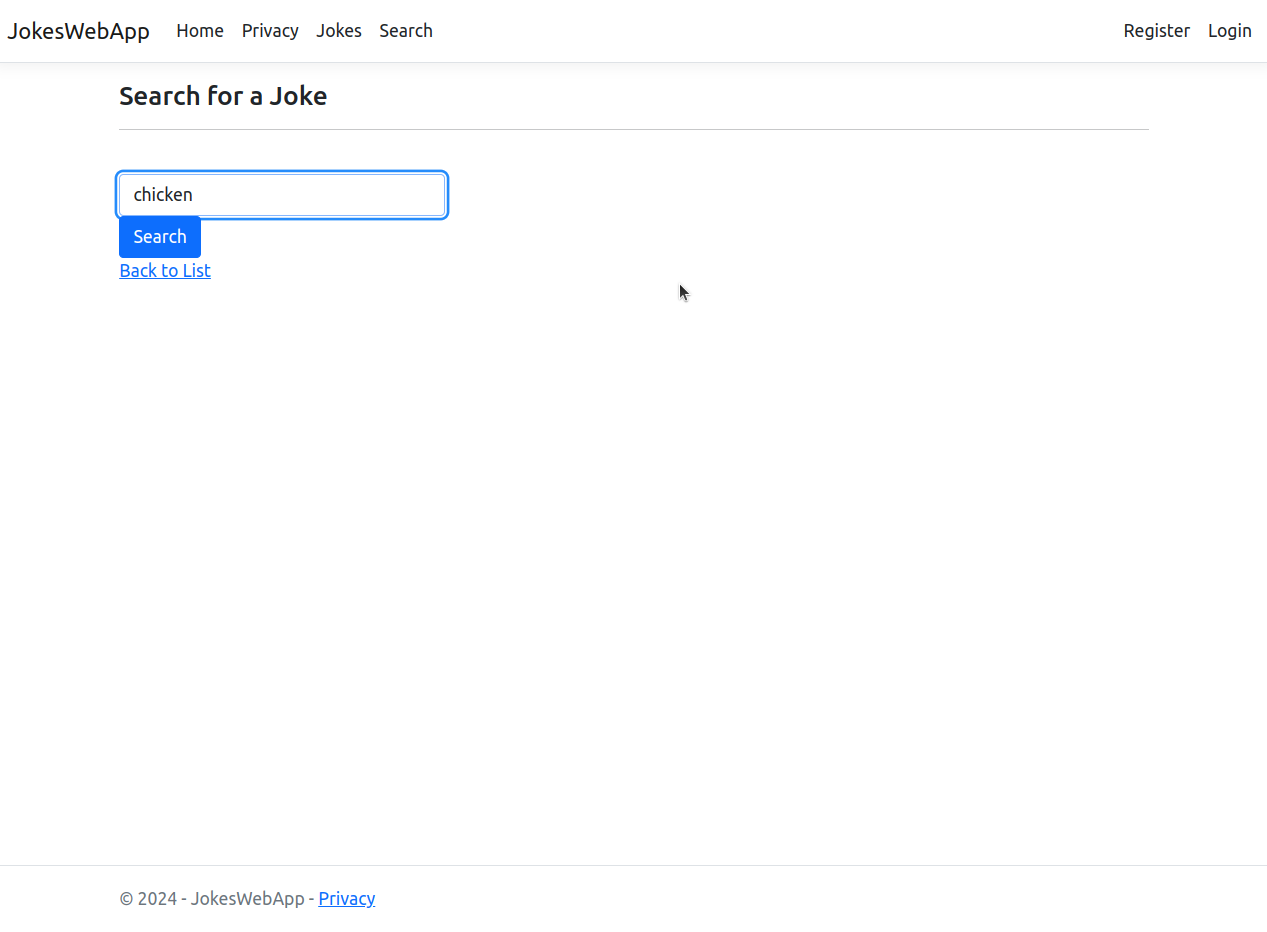 JokesWebApp Home Privacy Jokes Search Register Login
Search for a Joke
chicken
Search
Back to List
© 2024 - JokesWebApp - Privacy